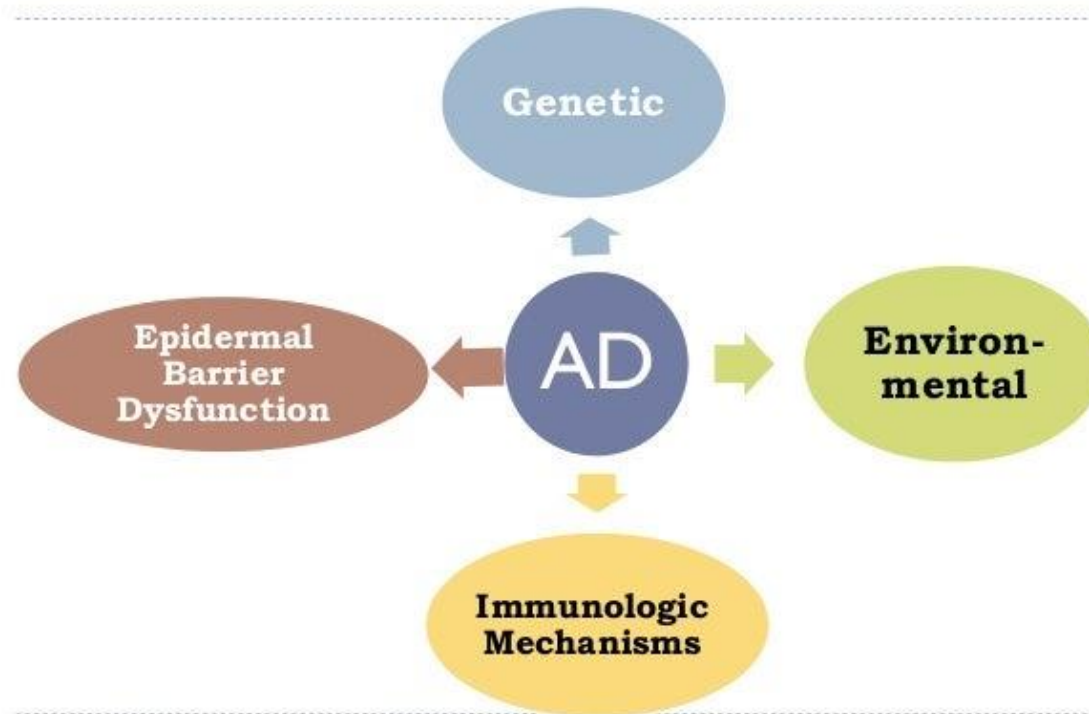 Genetic
Epidermal
Barrier
Dysfunction
AD
Environ-
mental
Immunologic
Mechanisms